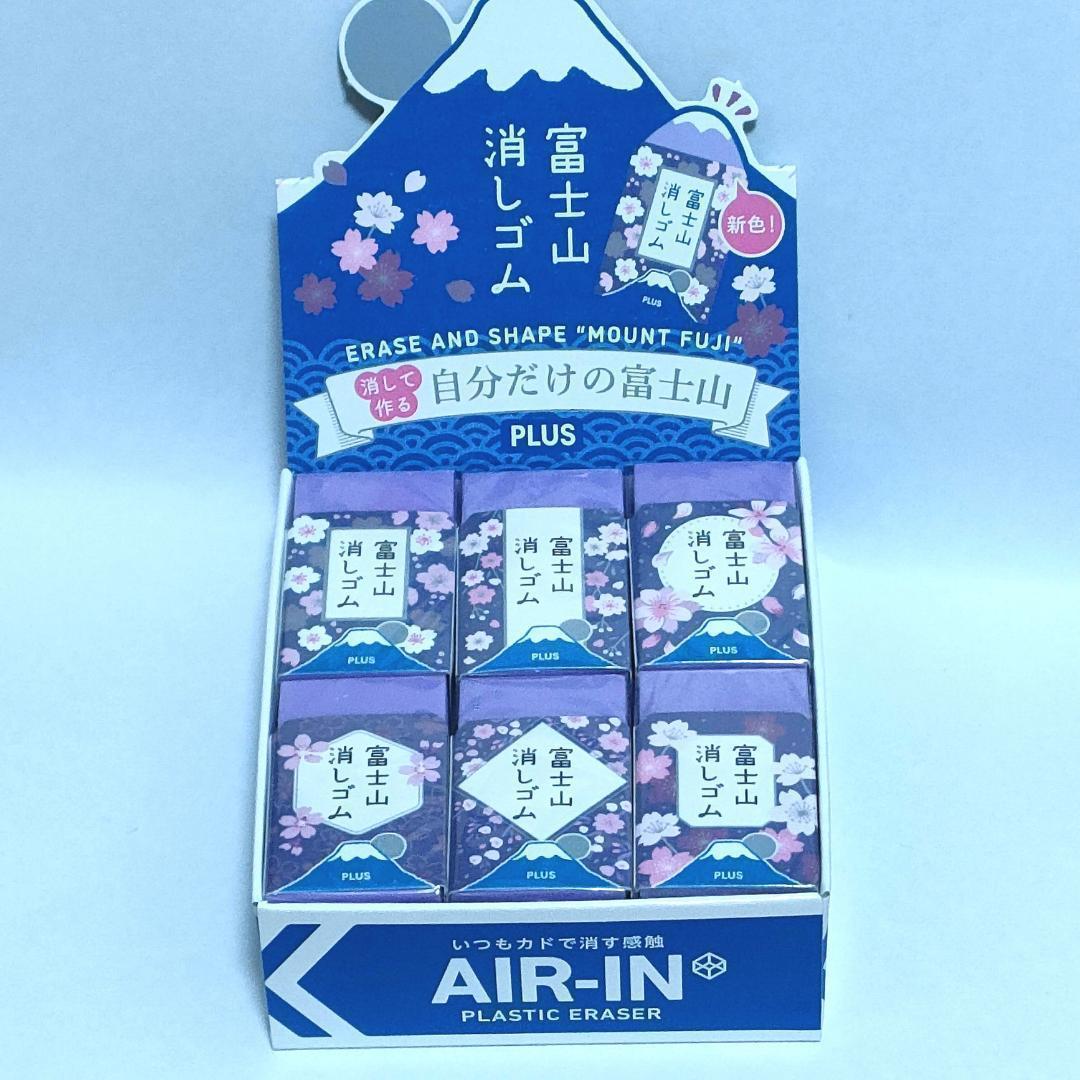 富士山
消しゴム
富士山
消しゴム
新色!
PLUS
ERASE AND SHAPE "MOUNT FUJI"
消して
作る
自分だけの富士山
PLUS
富士山
消しゴム
PLUS
富士山
消しゴム
PLUS
富士山
消しゴム
PLUS
富士山
消しゴム
PLUS
富士山
消しゴム
PLUS
富士山
消しゴム
PLUS
いつもカドで消す感触
AIR-IN
PLASTIC ERASER